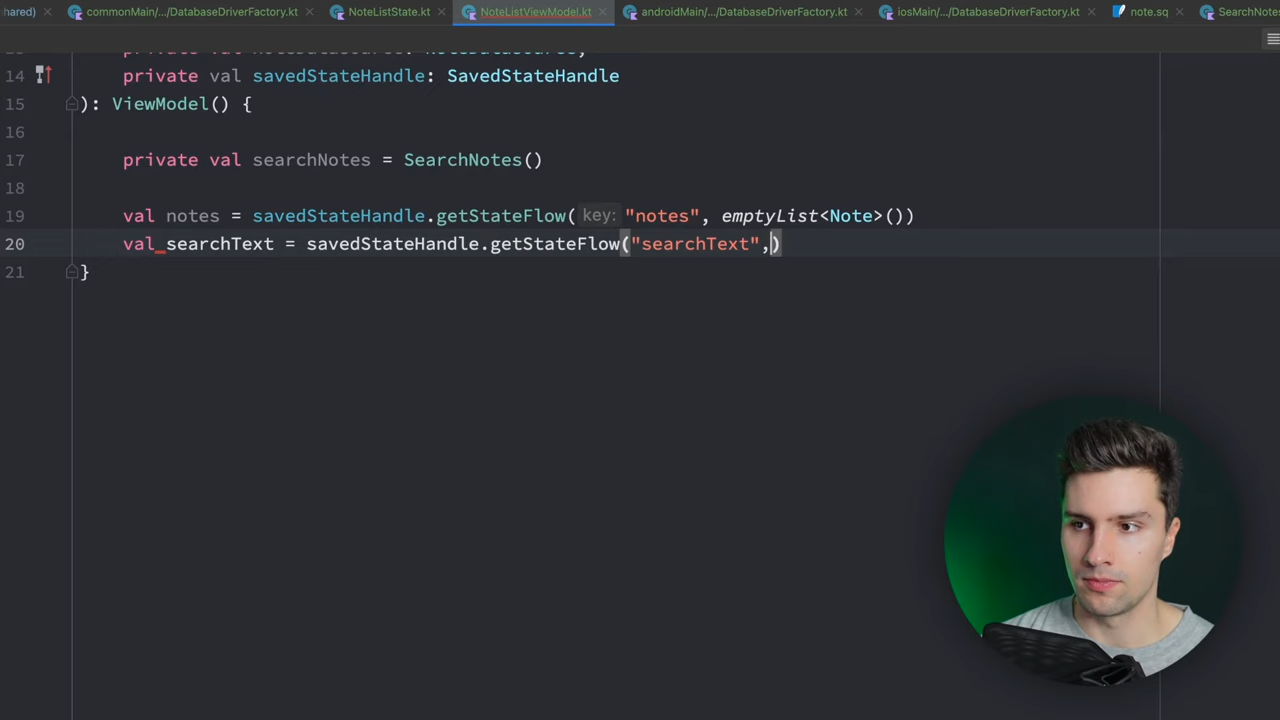 hared)
commonMain/.../DatabaseDriverFactory.kt
NoteListState.kt
NoteListViewModel.kt
androidMain/.../DatabaseDriverFactory.kt
iosMain/.../DatabaseDriverFactory.kt
note.sq
SearchNotes
14 private val savedStateHandle: SavedStateHandle
15 ): ViewModel() {
16
17 private val searchNotes = SearchNotes()
18
19 val notes = savedStateHandle.getStateFlow(key: "notes", emptyList<Note>())
20 val searchText = savedStateHandle.getStateFlow("searchText",)
21 }